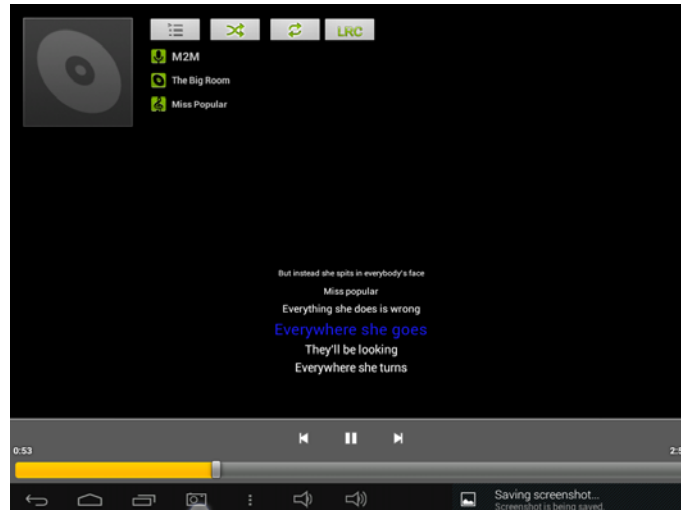 LRC
M2M
The Big Room
Miss Popular
But instead she spits in everybody's face
Miss popular
Everything she does is wrong
Everywhere she goes
They'll be looking
Everywhere she turns
0:53
Saving screenshot...
Screenshot is being saved.